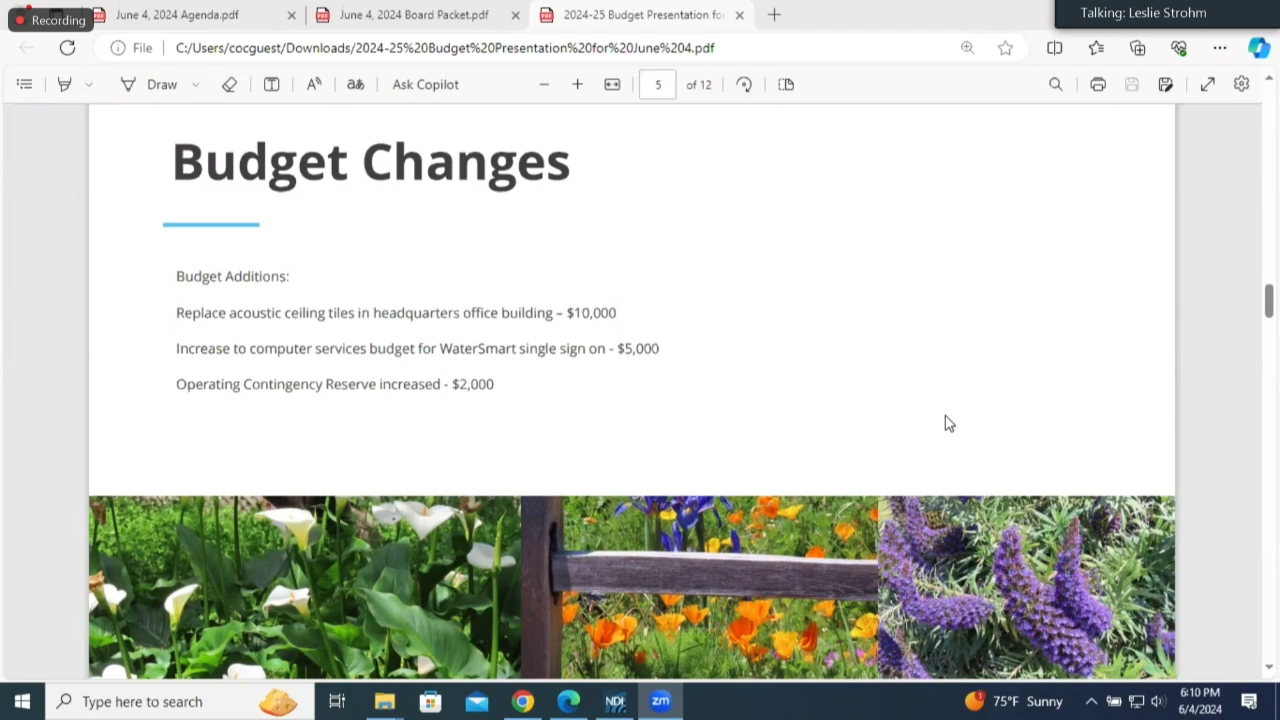 Recording
June 4, 2024 Agenda.pdf
June 4, 2024 Board Packet.pdf
2024-25 Budget Presentation fo
Talking: Leslie Strohm
File
C:/Users/cocguest/Downloads/2024-25%20Budget%20Presentation%20for%20June%204.pdf
Draw
aあ
Ask Copilot
5 of 12
Budget Changes
Budget Additions:
Replace acoustic ceiling tiles in headquarters office building – $10,000
Increase to computer services budget for WaterSmart single sign on - $5,000
Operating Contingency Reserve increased - $2,000
Type here to search
NDI
zm
75°F Sunny
6:10 PM
6/4/2024